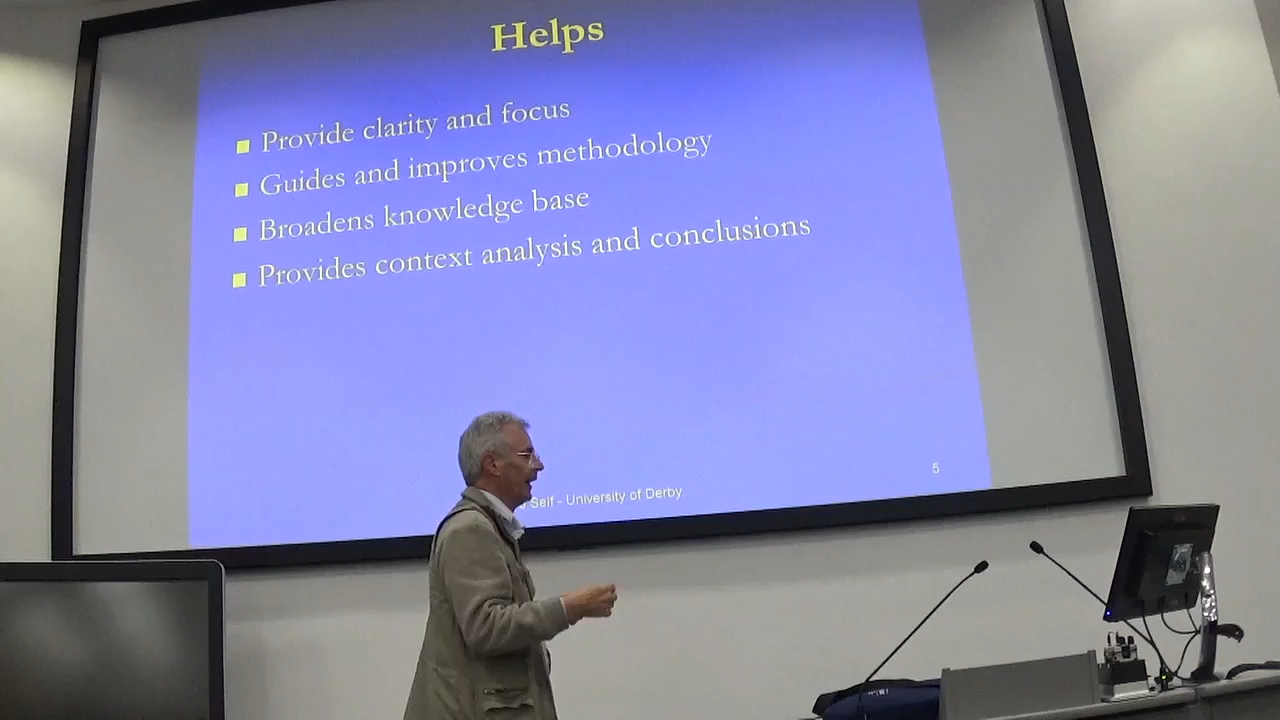 Helps
Provide clarity and focus
Guides and improves methodology
Broadens knowledge base
Provides context analysis and conclusions
Self - University of Derby
5